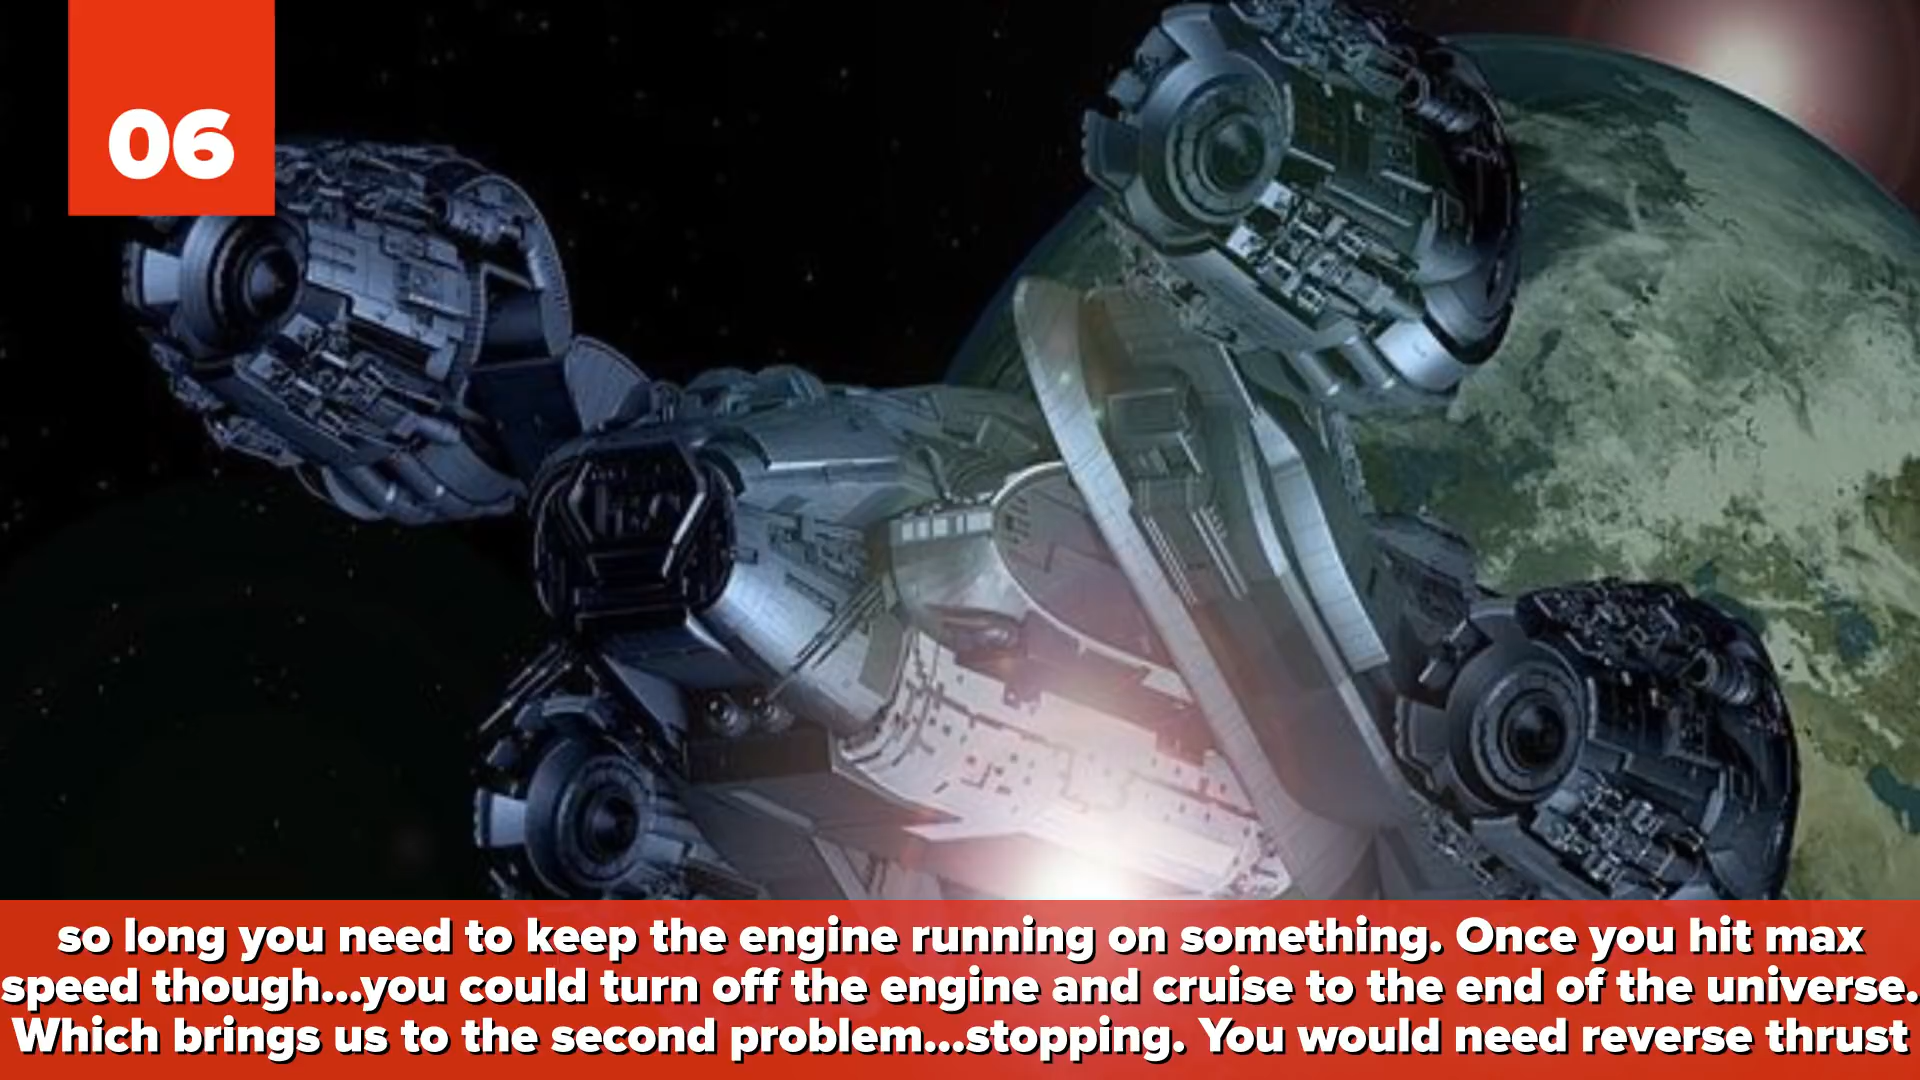 06
so long you need to keep the engine running on something. Once you hit max
speed though...you could turn off the engine and cruise to the end of the universe.
Which brings us to the second problem...stopping. You would need reverse thrust